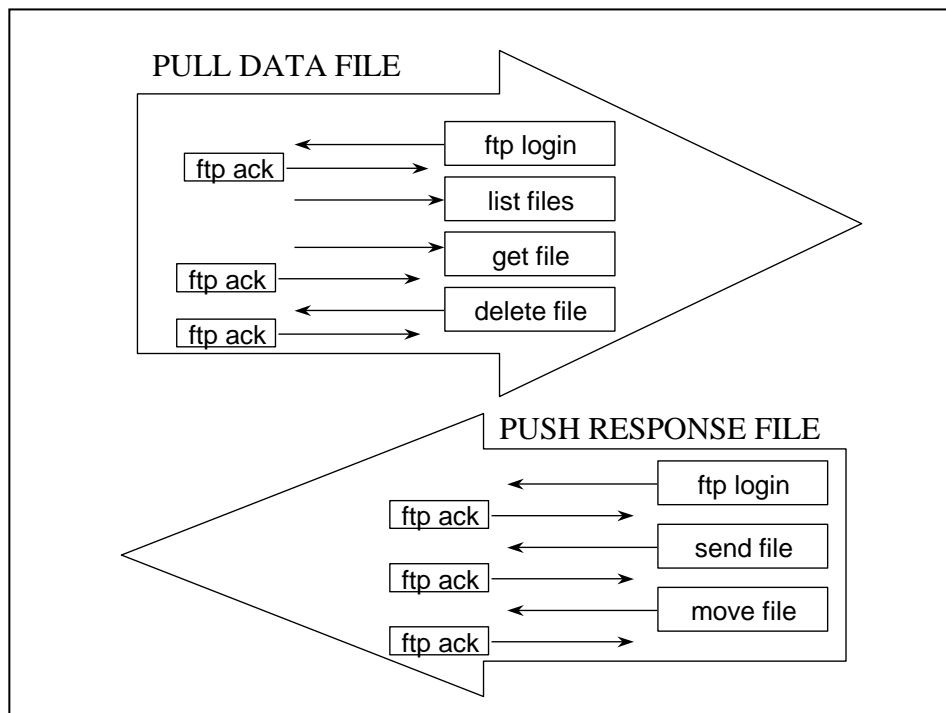 PULL DATA FILE
ftp login
ftp ack
list files
get file
ftp ack
delete file
ftp ack
PUSH RESPONSE FILE
ftp login
ftp ack
send file
ftp ack
move file
ftp ack